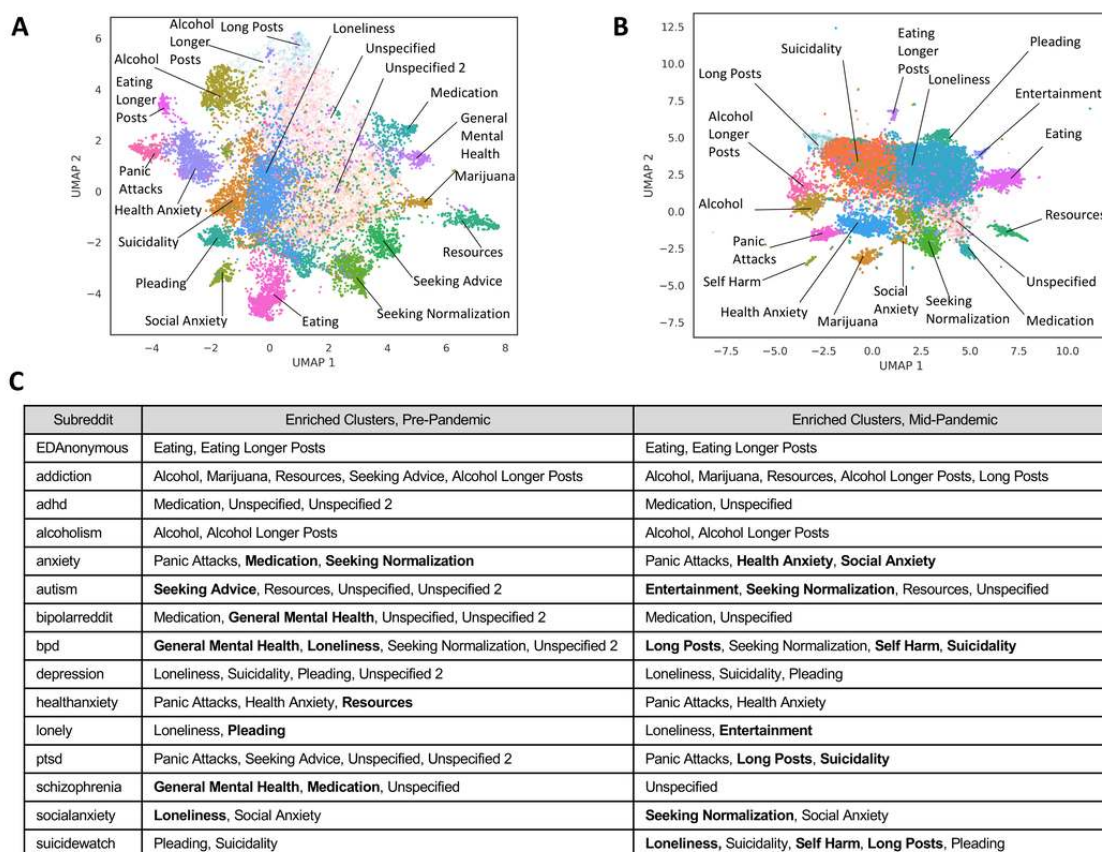 A
Alcohol
Longer
Posts
Long Posts
Loneliness
Unspecified
Unspecified 2
Alcohol
Eating
Longer
Posts
Medication
General
Mental
Health
Panic
Attacks
Marijuana
Health Anxiety
Suicidality
Resources
Pleading
Seeking Advice
Social Anxiety
Eating
Seeking Normalization
6
4
2
0
−2
−4
UMAP 2
−4
−2
0
2
4
6
8
UMAP 1
B
Suicidality
Eating
Longer
Posts
Pleading
Long Posts
Loneliness
Entertainment
Alcohol
Longer
Posts
Eating
Alcohol
Resources
Panic
Attacks
Self Harm
Unspecified
Social
Anxiety
Seeking
Normalization
Health Anxiety
Marijuana
Medication
12.5
10.0
7.5
5.0
2.5
0.0
−2.5
−5.0
−7.5
UMAP 2
−7.5
−5.0
−2.5
0.0
2.5
5.0
7.5
10.0
UMAP 1
C
Subreddit Enriched Clusters, Pre-Pandemic Enriched Clusters, Mid-Pandemic
EDAnonymous Eating, Eating Longer Posts Eating, Eating Longer Posts
addiction Alcohol, Marijuana, Resources, Seeking Advice, Alcohol Longer Posts Alcohol, Marijuana, Resources, Alcohol Longer Posts, Long Posts
adhd Medication, Unspecified, Unspecified 2 Medication, Unspecified
alcoholism Alcohol, Alcohol Longer Posts Alcohol, Alcohol Longer Posts
anxiety Panic Attacks, Medication, Seeking Normalization Panic Attacks, Health Anxiety, Social Anxiety
autism Seeking Advice, Resources, Unspecified, Unspecified 2 Entertainment, Seeking Normalization, Resources, Unspecified
bipolarreddit Medication, General Mental Health, Unspecified, Unspecified 2 Medication, Unspecified
bpd General Mental Health, Loneliness, Seeking Normalization, Unspecified 2 Long Posts, Seeking Normalization, Self Harm, Suicidality
depression Loneliness, Suicidality, Pleading, Unspecified 2 Loneliness, Suicidality, Pleading
healthanxiety Panic Attacks, Health Anxiety, Resources Panic Attacks, Health Anxiety
lonely Loneliness, Pleading Loneliness, Entertainment
ptsd Panic Attacks, Seeking Advice, Unspecified, Unspecified 2 Panic Attacks, Long Posts, Suicidality
schizophrenia General Mental Health, Medication, Unspecified Unspecified
socialanxiety Loneliness, Social Anxiety Seeking Normalization, Social Anxiety
suicidewatch Pleading, Suicidality Loneliness, Suicidality, Self Harm, Long Posts, Pleading